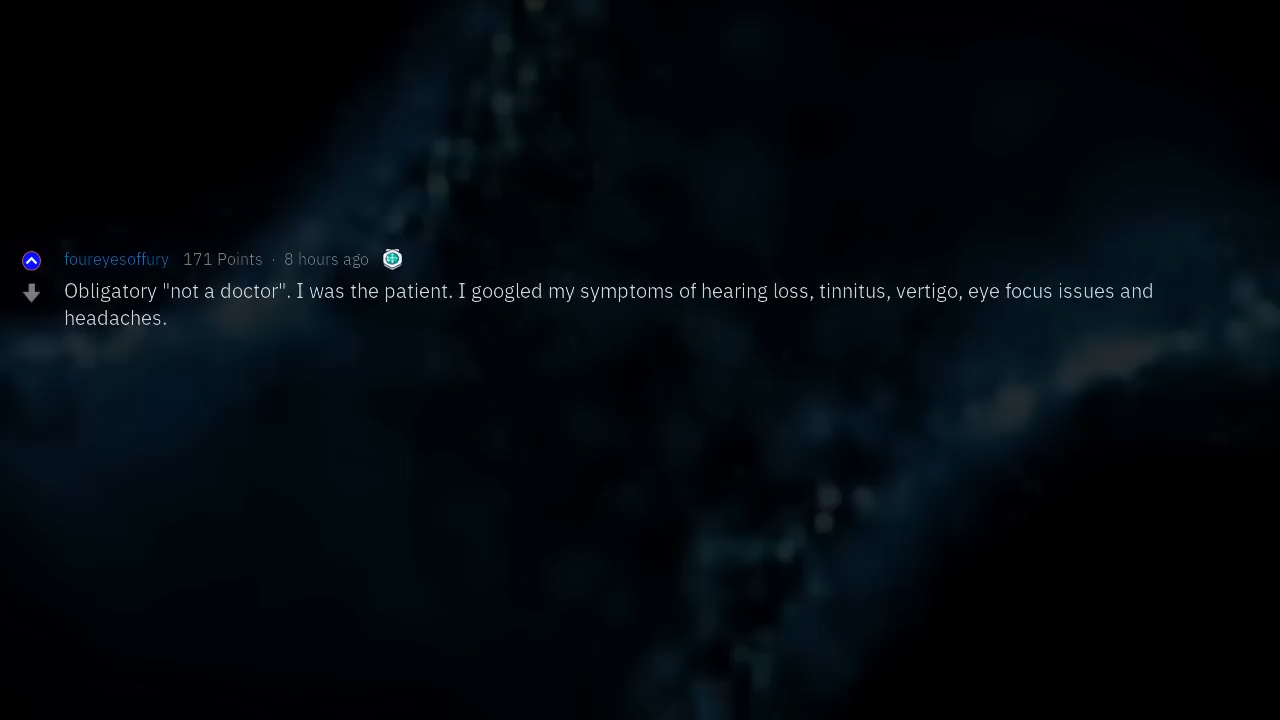 foureyesoffury 171 Points · 8 hours ago
Obligatory "not a doctor". I was the patient. I googled my symptoms of hearing loss, tinnitus, vertigo, eye focus issues and
headaches.